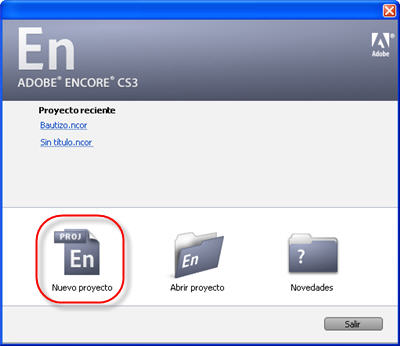 En
Adobe
ADOBE® ENCORE® CS3
Proyecto reciente
Bautizo.ncor
Sin título.ncor
PROJ
En
En
?
Nuevo proyecto
Abrir proyecto
Novedades
Salir